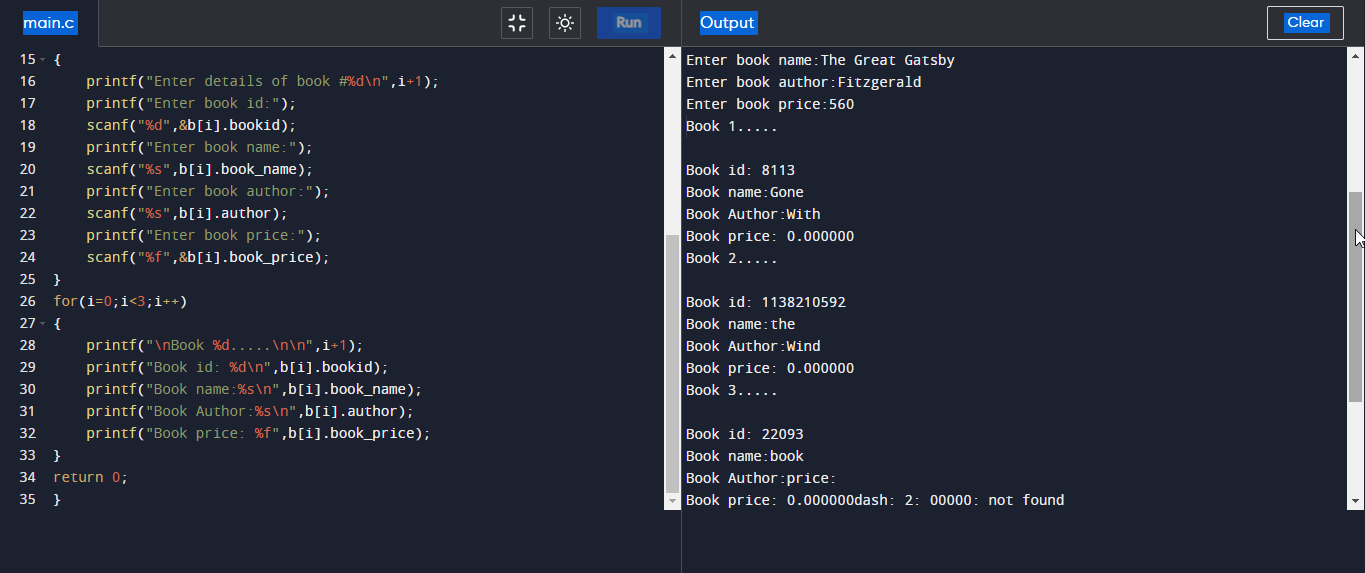 main.c
Run
15 {
16     printf("Enter details of book #%d\n",i+1);
17     printf("Enter book id:");
18     scanf("%d",&b[i].bookid);
19     printf("Enter book name:");
20     scanf("%s",b[i].book_name);
21     printf("Enter book author:");
22     scanf("%s",b[i].author);
23     printf("Enter book price:");
24     scanf("%f",&b[i].book_price);
25 }
26 for(i=0;i<3;i++)
27 {
28     printf("\nBook %d.....\n\n",i+1);
29     printf("Book id: %d\n",b[i].bookid);
30     printf("Book name:%s\n",b[i].book_name);
31     printf("Book Author:%s\n",b[i].author);
32     printf("Book price: %f",b[i].book_price);
33 }
34 return 0;
35 }
Output
Clear
Enter book name:The Great Gatsby
Enter book author:Fitzgerald
Enter book price:560
Book 1.....
Book id: 8113
Book name:Gone
Book Author:With
Book price: 0.000000
Book 2.....
Book id: 1138210592
Book name:the
Book Author:Wind
Book price: 0.000000
Book 3.....
Book id: 22093
Book name:book
Book Author:price:
Book price: 0.000000dash: 2: 00000: not found